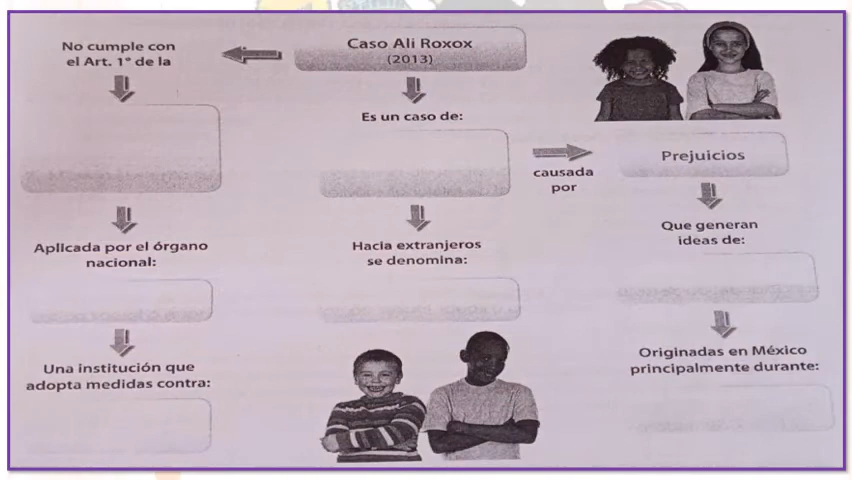 No cumple con
el Art. 1° de la
Caso Ali Roxox
(2013)
Es un caso de:
causada
por
Prejuicios
Que generan
ideas de:
Aplicada por el órgano
nacional:
Hacia extranjeros
se denomina:
Una institución que
adopta medidas contra:
Originadas en México
principalmente durante: